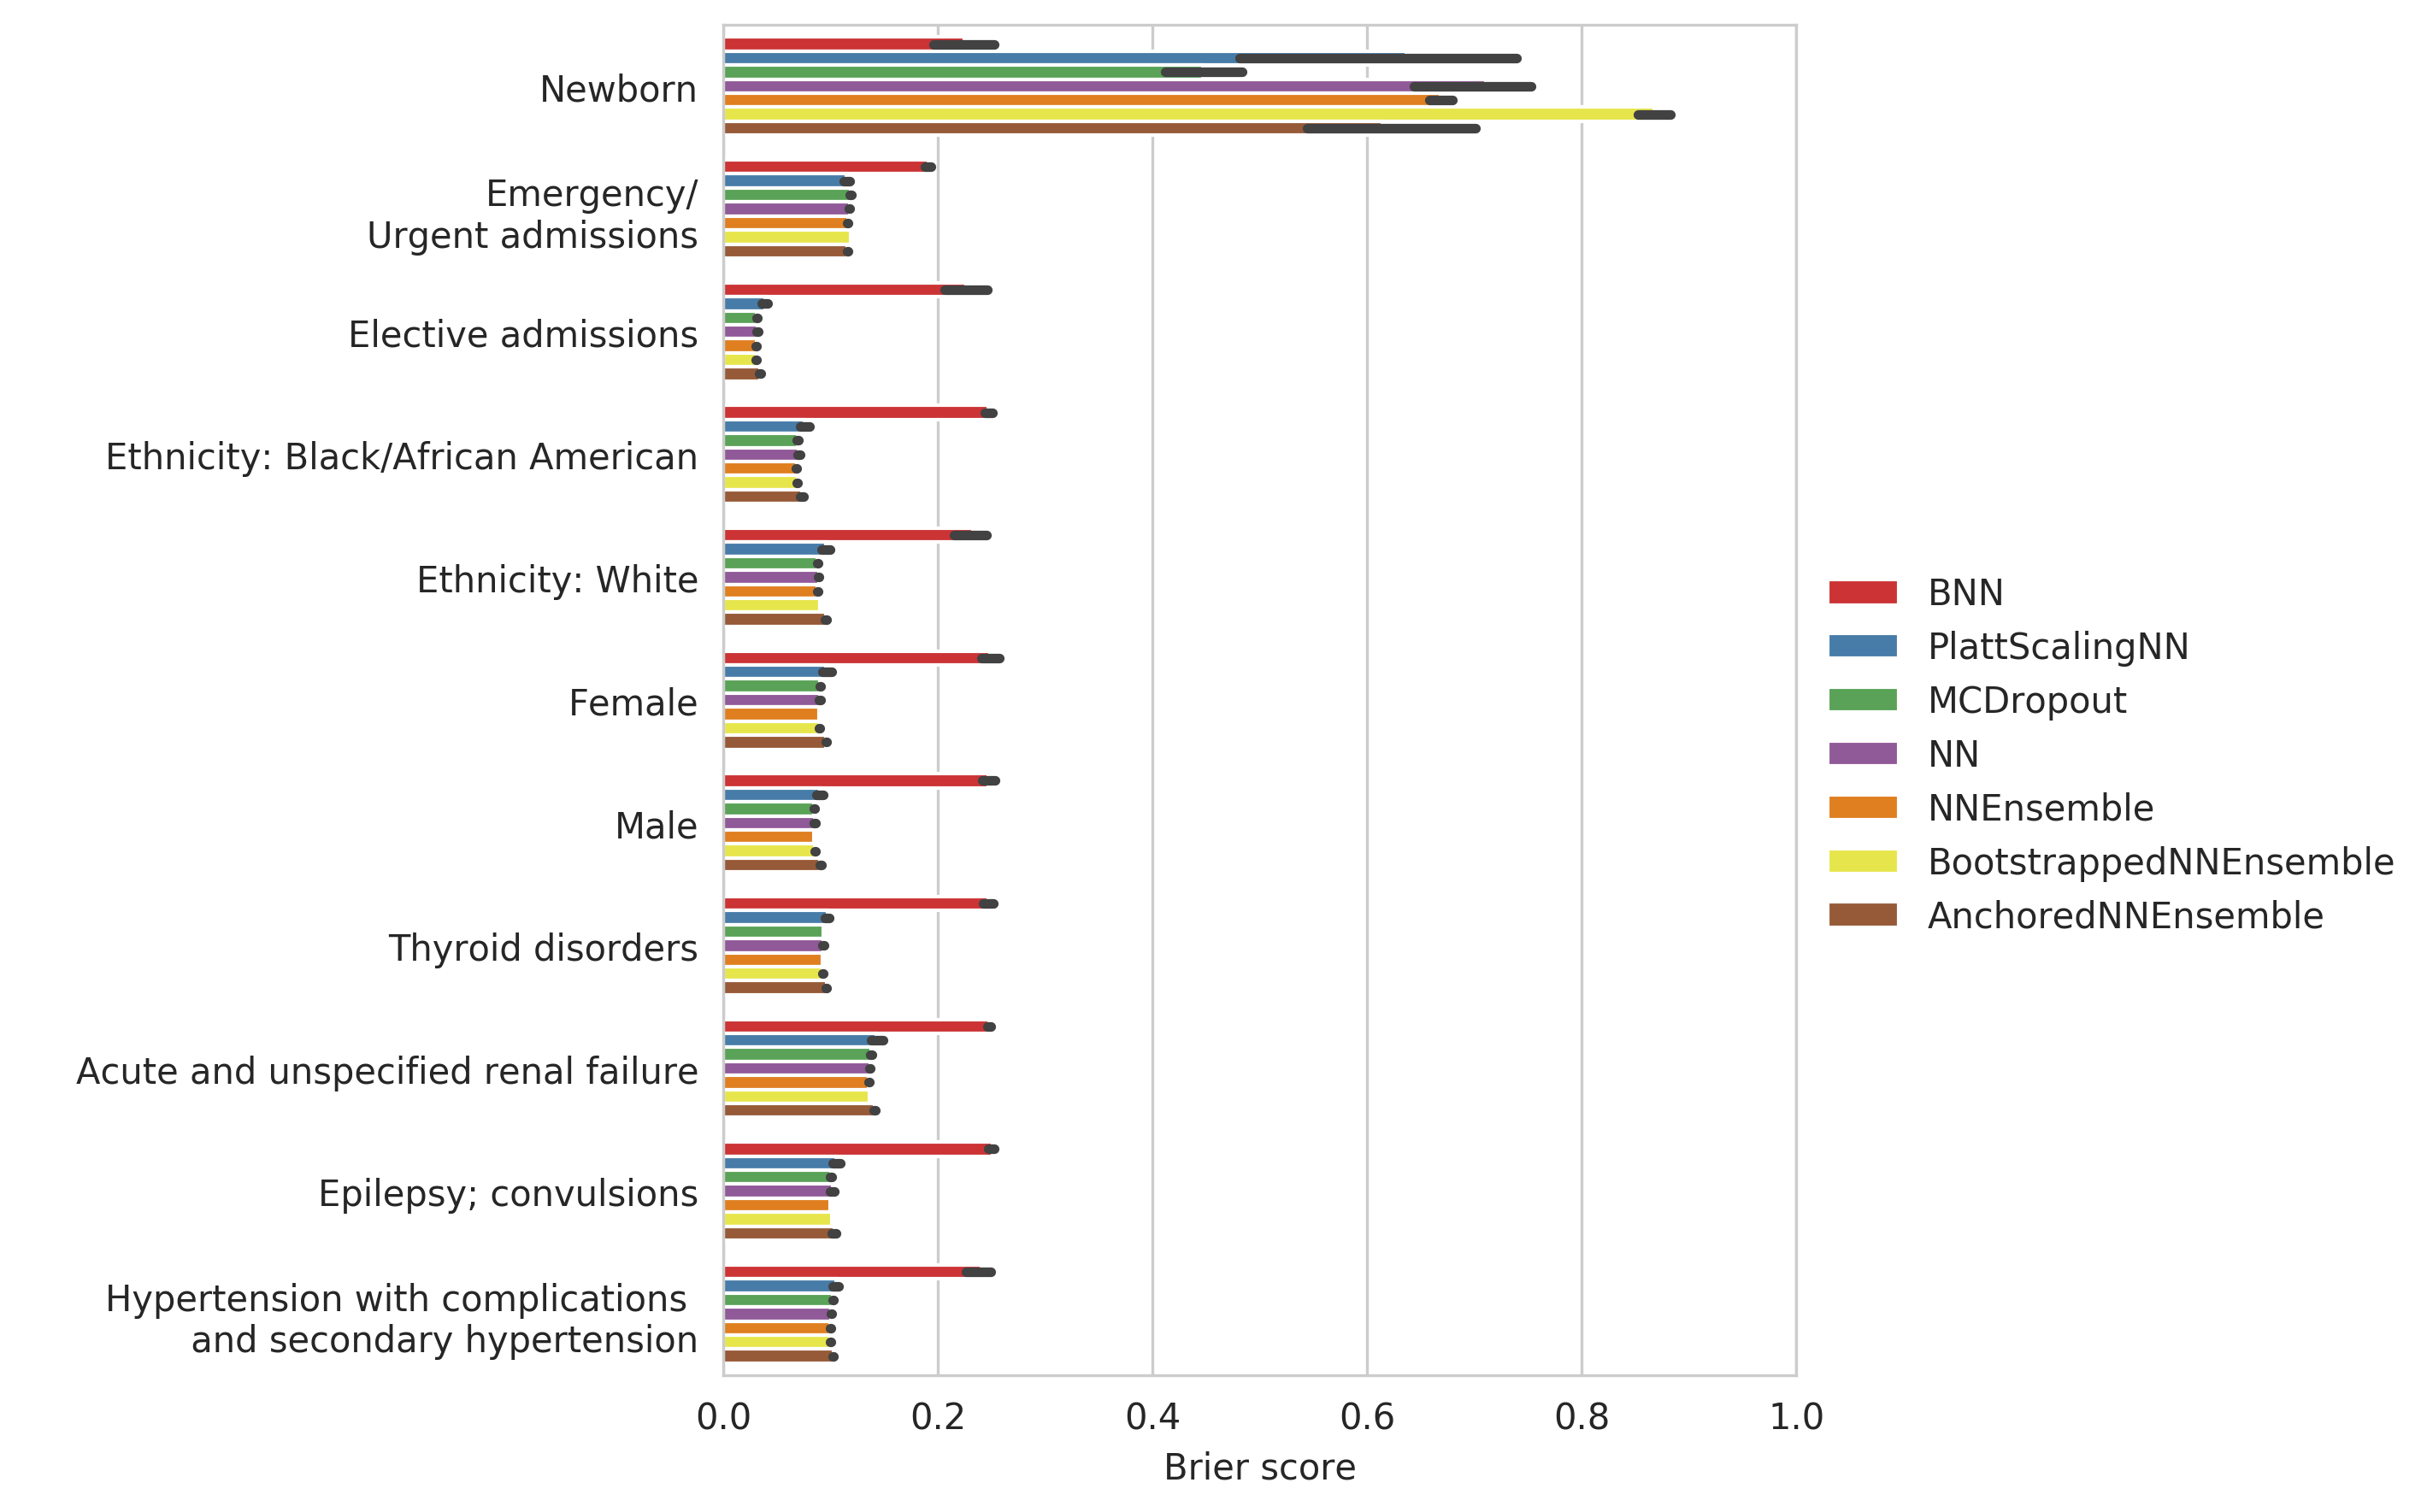 Newborn
Emergency/
Urgent admissions
Elective admissions
Ethnicity: Black/African American
Ethnicity: White
Female
Male
Thyroid disorders
Acute and unspecified renal failure
Epilepsy; convulsions
Hypertension with complications
and secondary hypertension
0.0 0.2 0.4 0.6 0.8 1.0
Brier score
BNN
PlattScalingNN
MCDropout
NN
NNEnsemble
BootstrappedNNEnsemble
AnchoredNNEnsemble